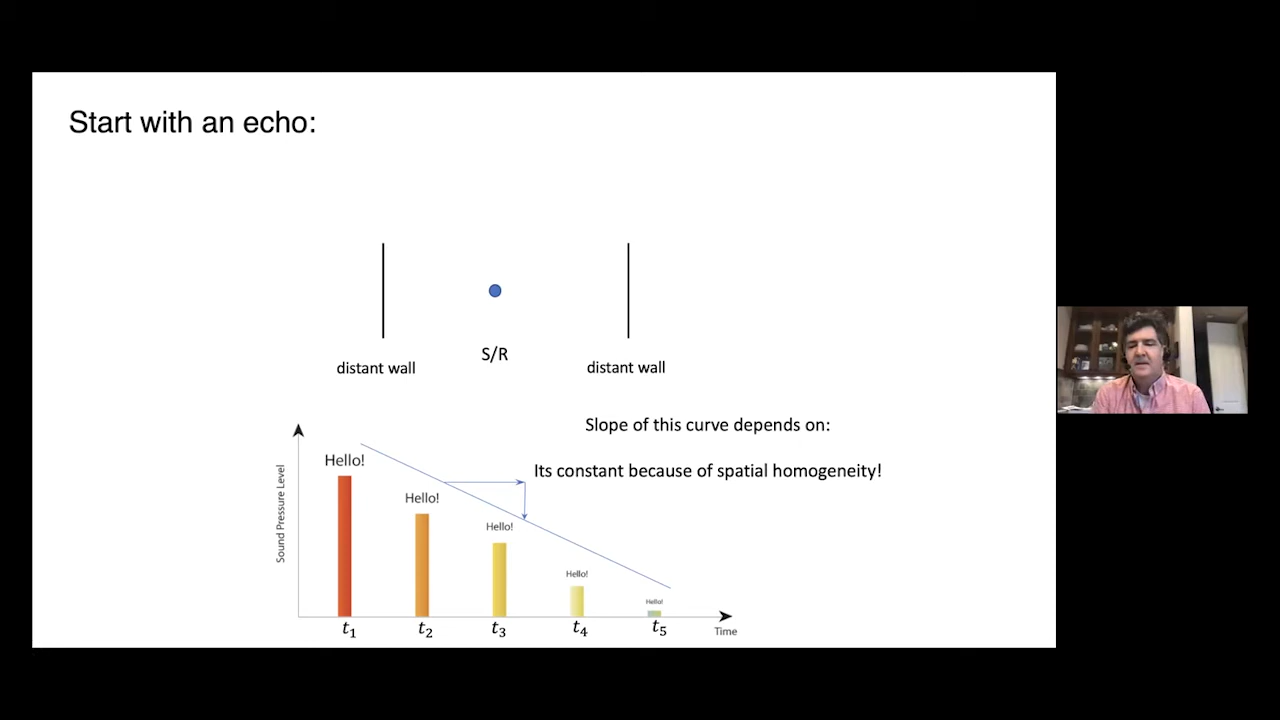 Start with an echo:
S/R
distant wall
distant wall
Slope of this curve depends on:
Its constant because of spatial homogeneity!
Sound Pressure Level
Hello!
Hello!
Hello!
Hello!
Hello!
t₁ t₂ t₃ t₄ t₅
Time